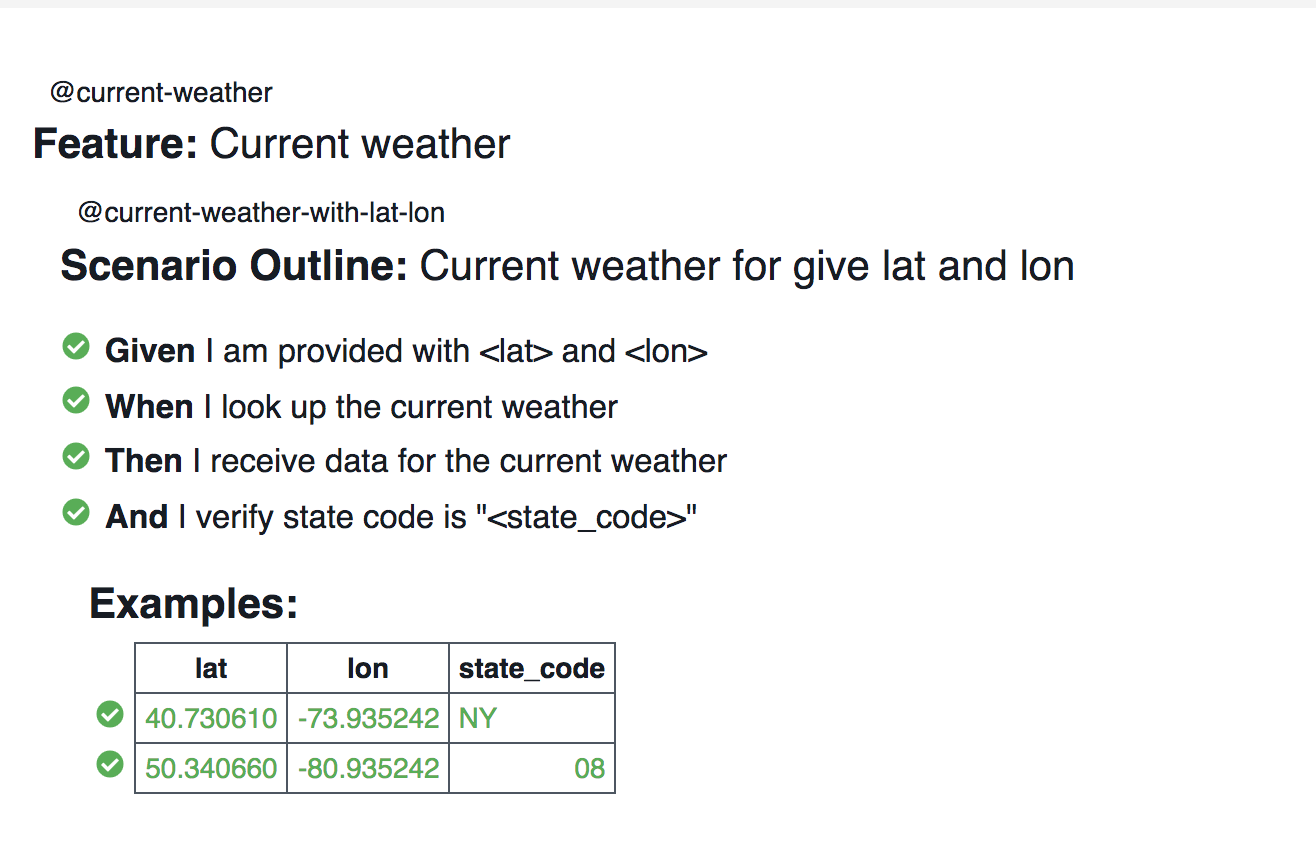 @current-weather
Feature: Current weather
@current-weather-with-lat-lon
Scenario Outline: Current weather for give lat and lon
Given I am provided with <lat> and <lon>
When I look up the current weather
Then I receive data for the current weather
And I verify state code is "<state_code>"
Examples:
lat lon state_code
40.730610 -73.935242 NY
50.340660 -80.935242 08